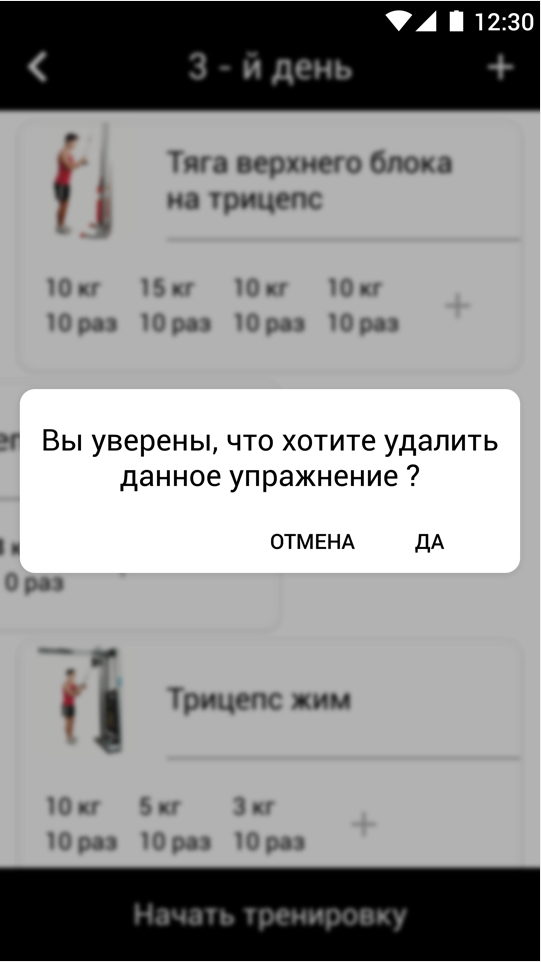 12:30
3 - й день
Тяга верхнего блока
на трицепс
10 кг 15 кг 10 кг 10 кг
10 раз 10 раз 10 раз 10 раз
Вы уверены, что хотите удалить
данное упражнение ?
ОТМЕНА ДА
0 раз
Трицепс жим
10 кг 5 кг 3 кг
10 раз 10 раз 10 раз
Начать тренировку